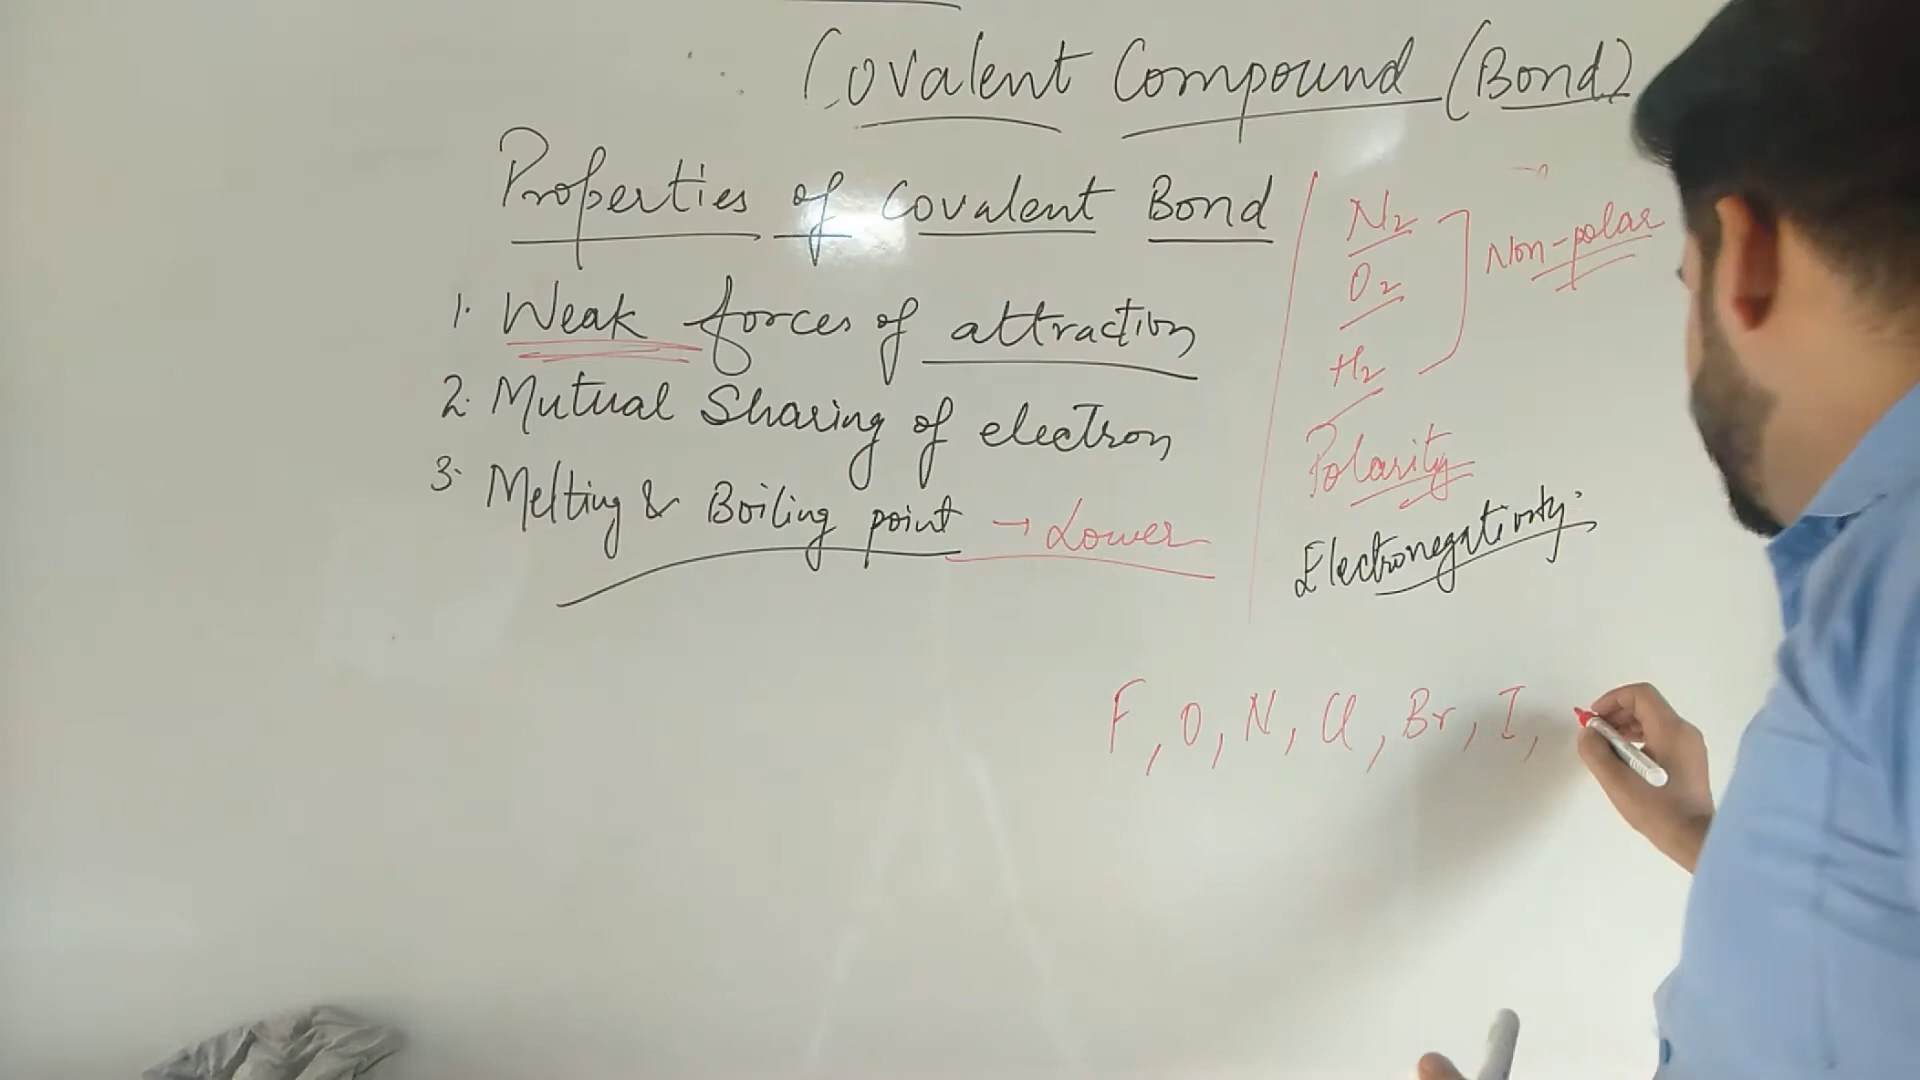 Covalent Compound (Bond)
Properties of Covalent Bond
1. Weak forces of attraction
2. Mutual Sharing of electron
3. Melting & Boiling point → Lower
N2
O2
H2
Non-polar
Polarity
Electronegativity.
F, O, N, Cl, Br, I,